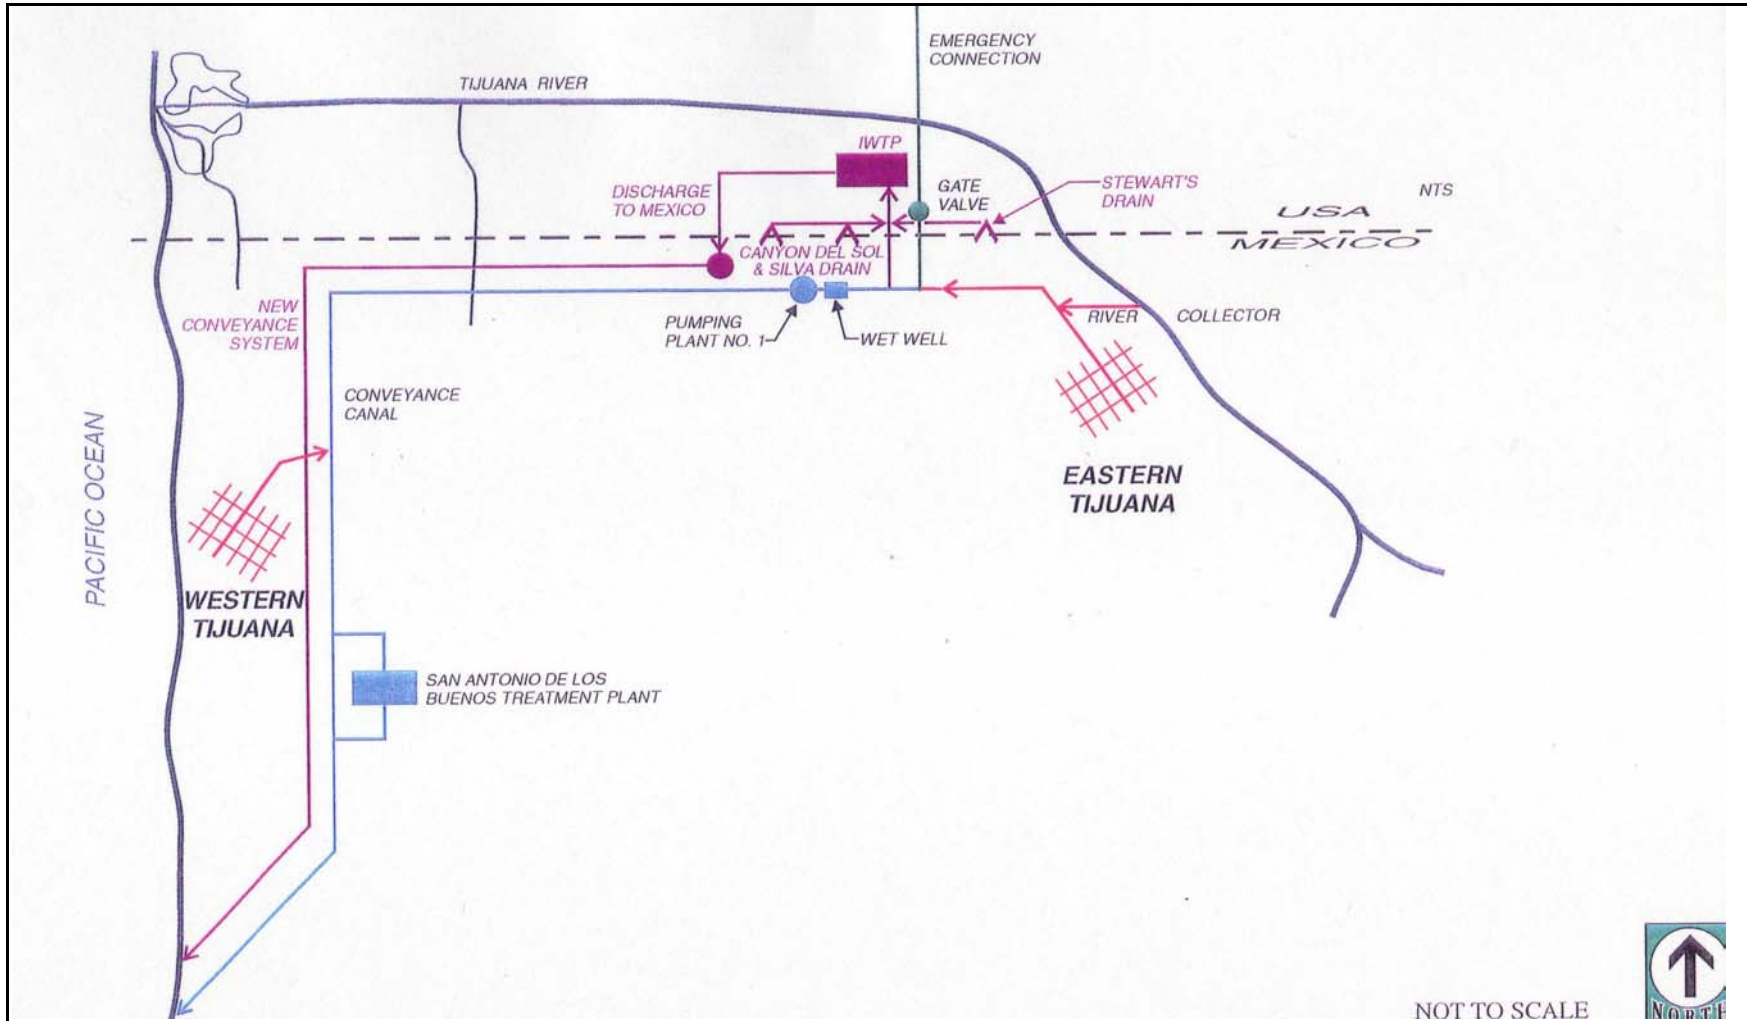 EMERGENCY
CONNECTION
TIJUANA RIVER
IWTP
DISCHARGE
TO MEXICO
GATE
VALVE
STEWART'S
DRAIN
NTS
USA
MEXICO
CANYON DEL SOL
& SILVA DRAIN
NEW
CONVEYANCE
SYSTEM
PUMPING
PLANT NO. 1
WET WELL
RIVER COLLECTOR
CONVEYANCE
CANAL
PACIFIC OCEAN
EASTERN
TIJUANA
WESTERN
TIJUANA
SAN ANTONIO DE LOS
BUENOS TREATMENT PLANT
NOT TO SCALE
NORTH